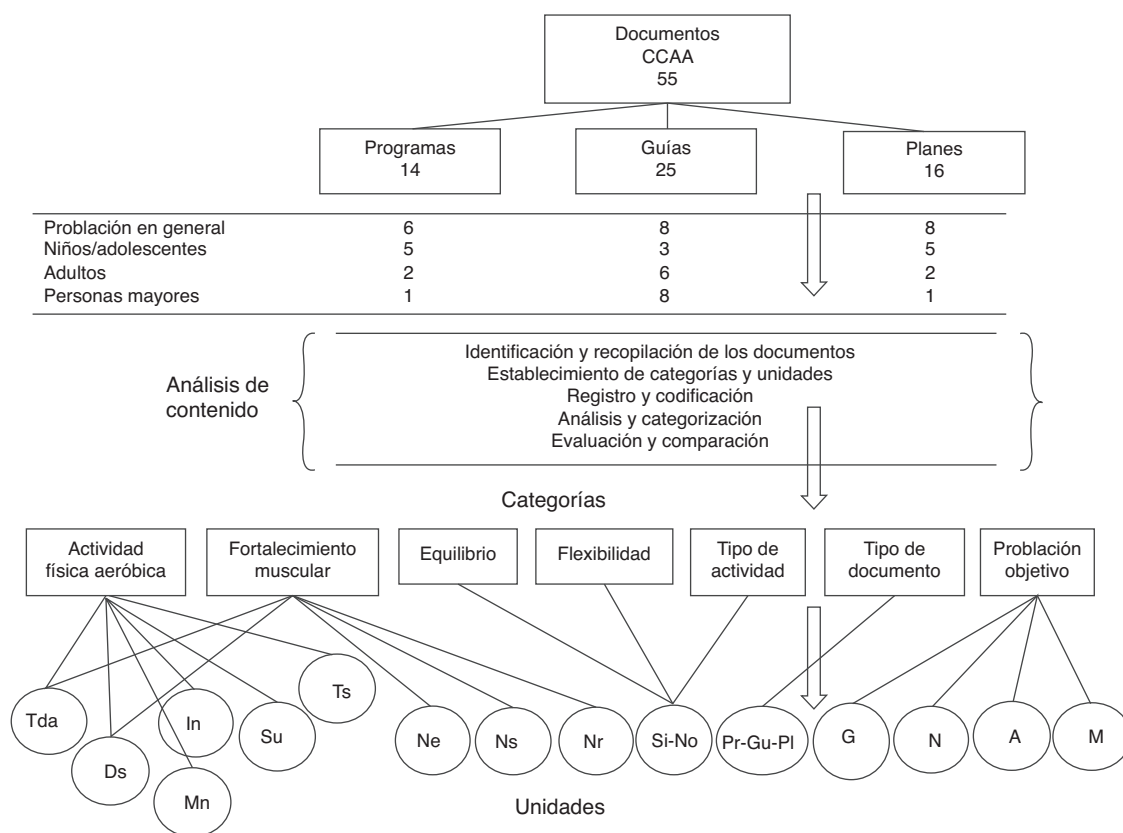 Documentos
CCAA
55
Programas
14
Guías
25
Planes
16
Problación en general 6 8 8
Niños/adolescentes 5 3 5
Adultos 2 6 2
Personas mayores 1 8 1
Análisis de
contenido
Identificación y recopilación de los documentos
Establecimiento de categorías y unidades
Registro y codificación
Análisis y categorización
Evaluación y comparación
Categorías
Actividad
física aeróbica
Fortalecimiento
muscular
Equilibrio
Flexibilidad
Tipo de
actividad
Tipo de
documento
Problación
objetivo
Tda
Ds
In
Mn
Su
Ts
Ne
Ns
Nr
Si-No
Pr-Gu-Pl
G
N
A
M
Unidades